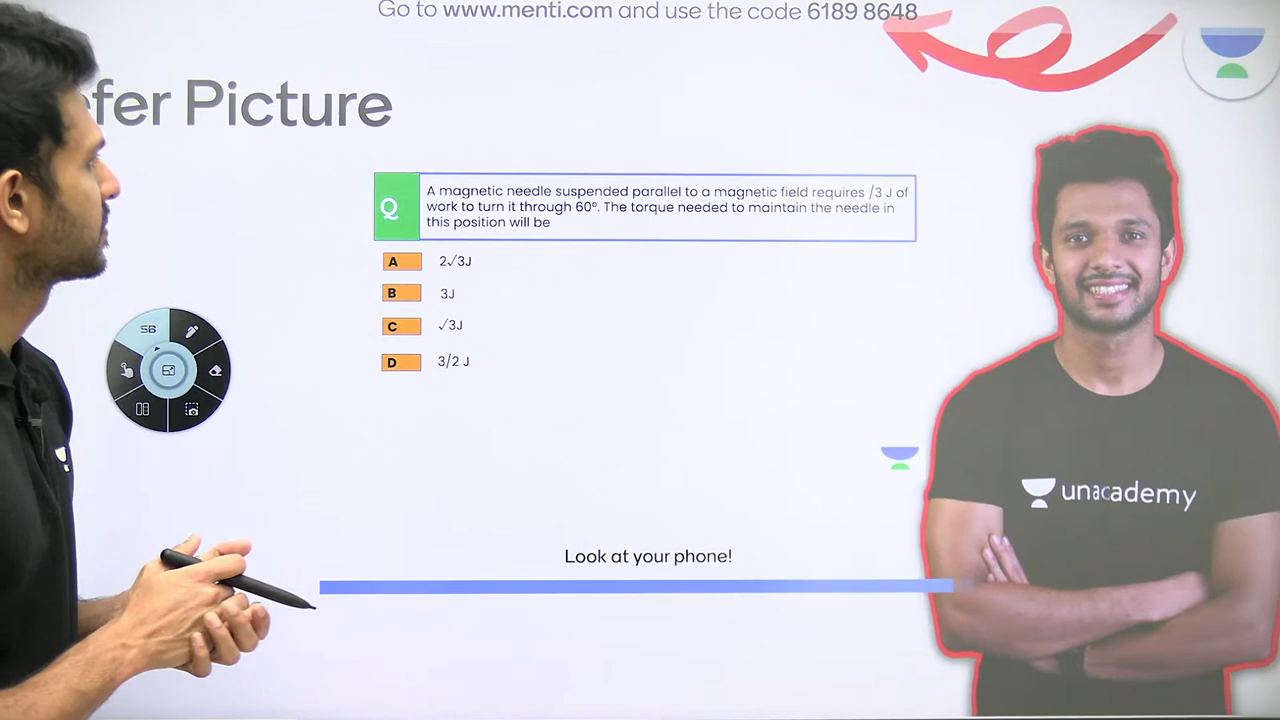 Go to www.menti.com and use the code 6189 8648
efer Picture
Q
A magnetic needle suspended parallel to a magnetic field requires /3 J of
work to turn it through 60º. The torque needed to maintain the needle in
this position will be
A 2√3J
B 3J
C √3J
D 3/2 J
Look at your phone!
unacademy